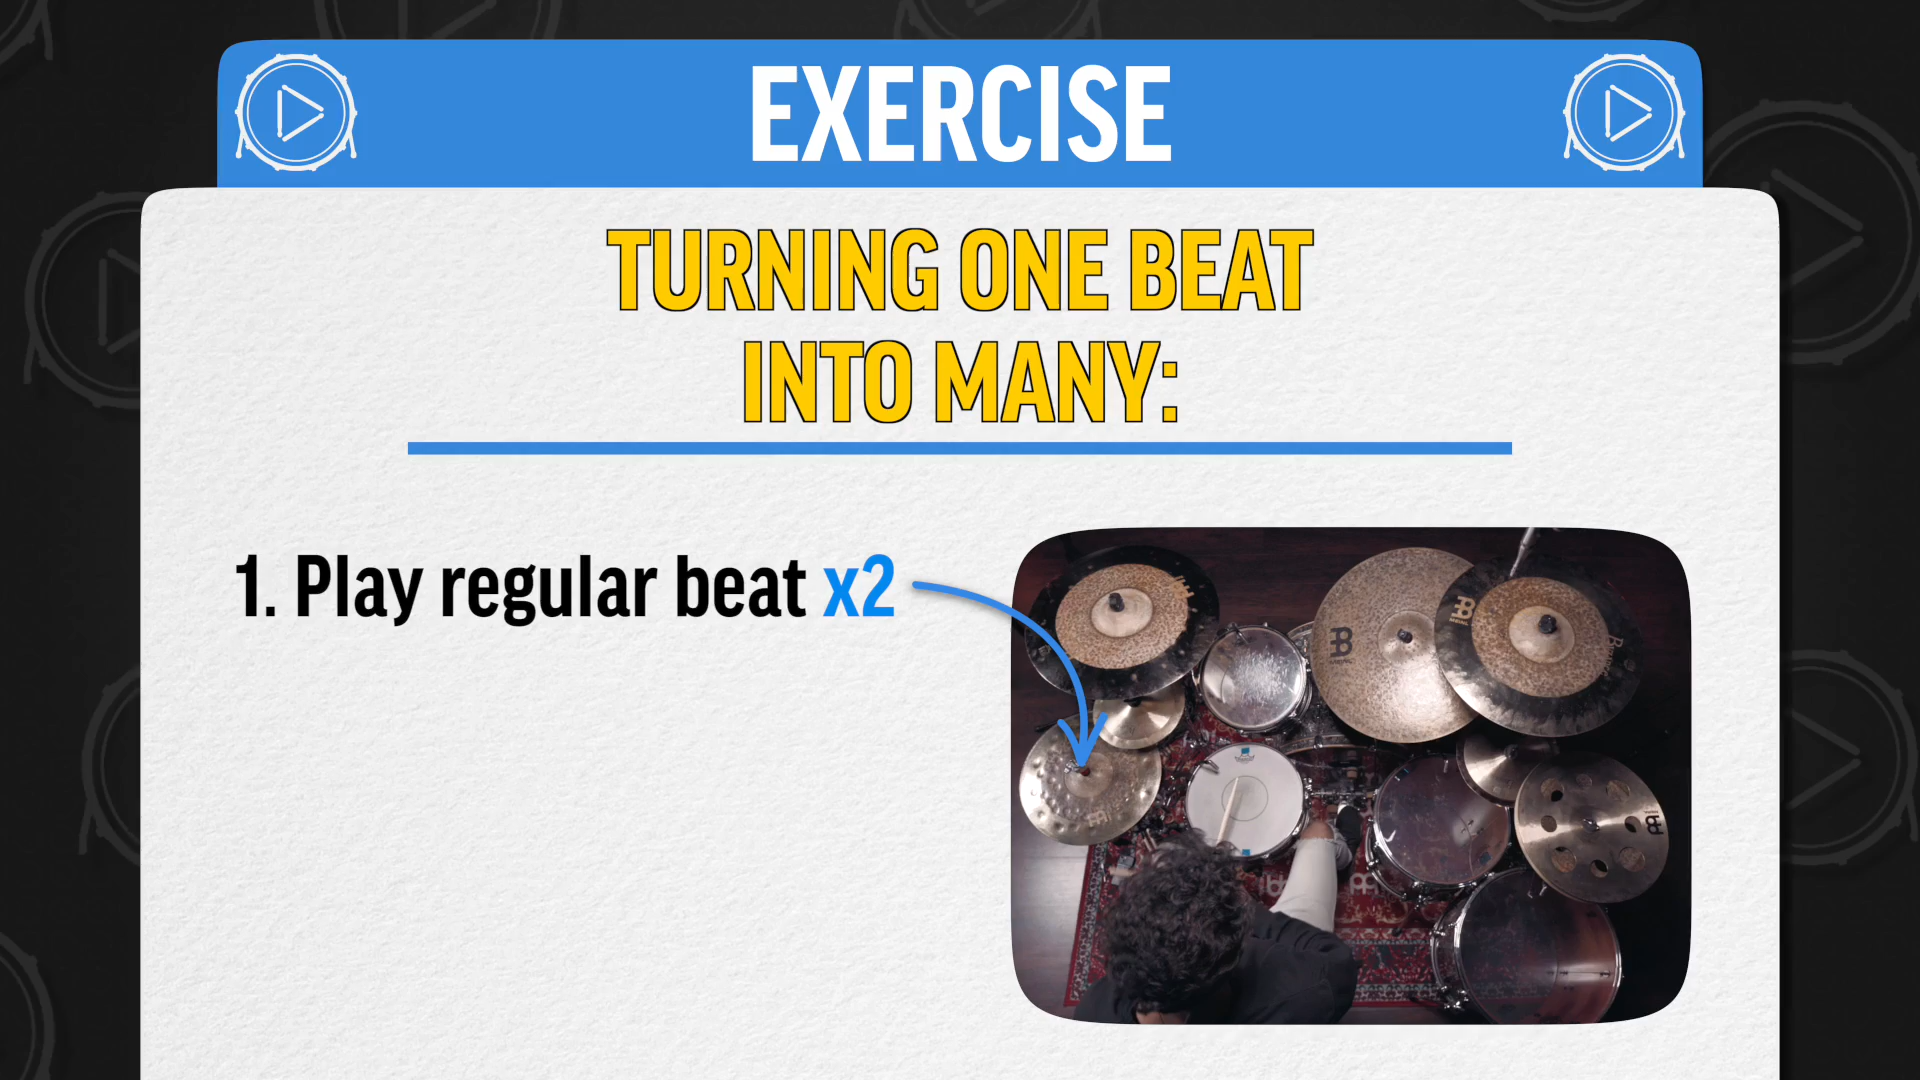 EXERCISE
TURNING ONE BEAT
INTO MANY:
1. Play regular beat x2